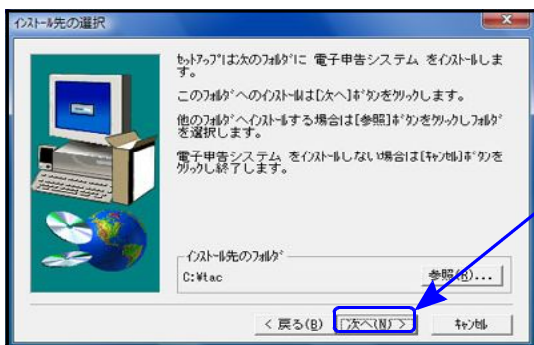 インストール先の選択
セットアップは次のフォルダに 電子申告システム をインストールしま
す。
このフォルダへのインストールは[次へ]ボタンをクリックします。
他のフォルダへインストールする場合は[参照]ボタンをクリックしフォルダ
を選択します。
電子申告システム をインストールしない場合は[キャンセル]ボタンを
クリックし終了します。
インストール先のフォルダ
C:¥tac
参照(R)...
< 戻る(B)
次へ(N) >
キャンセル